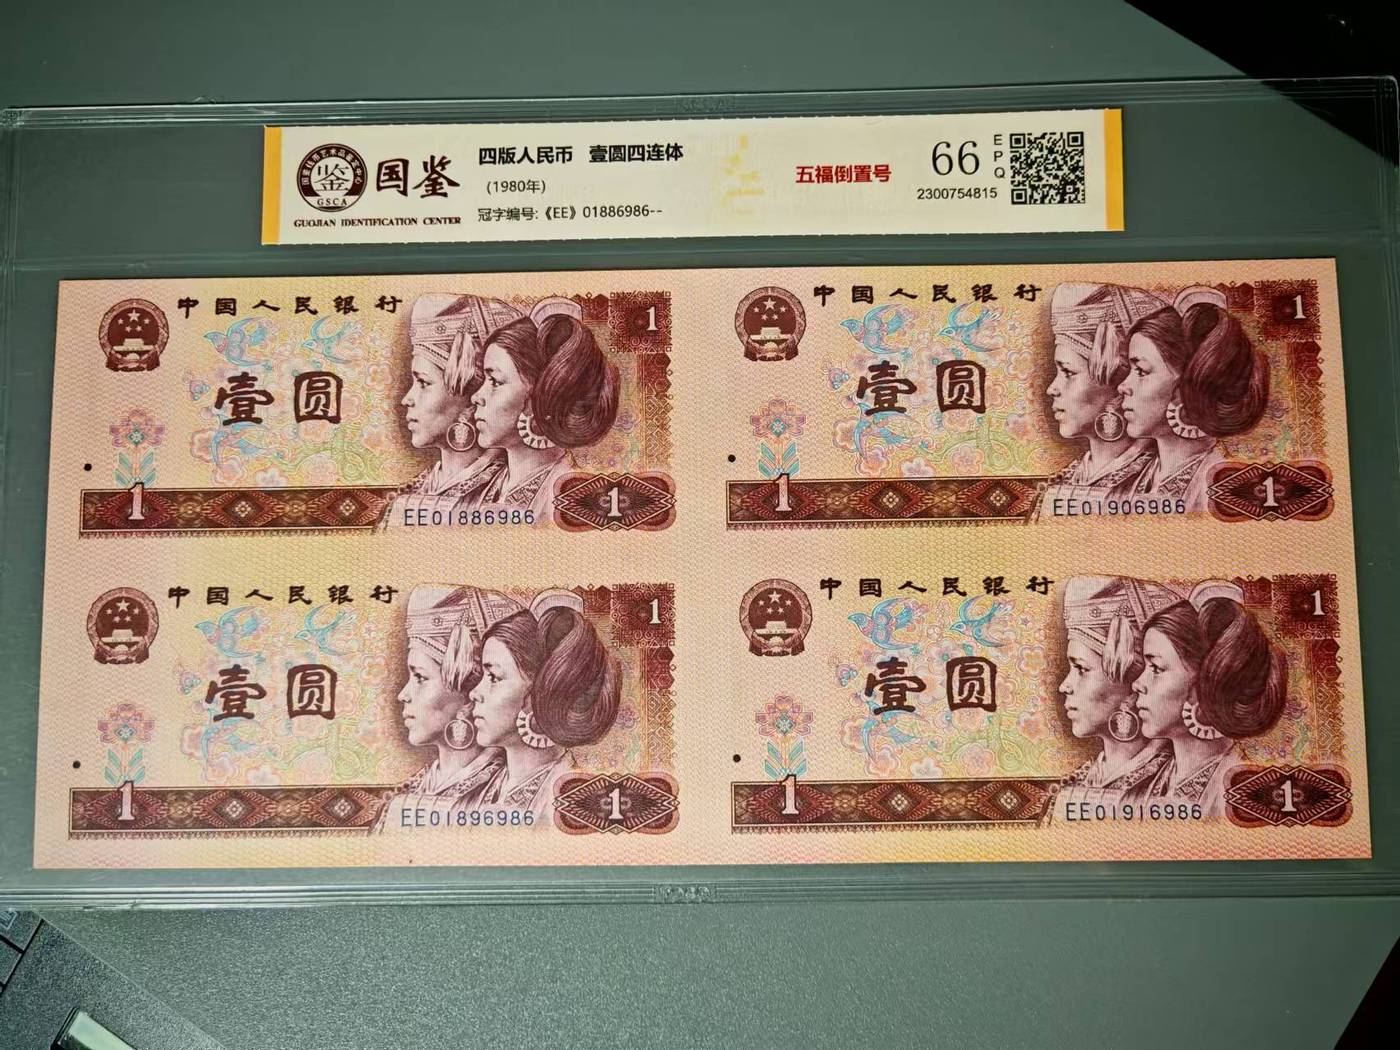 国鉴
GSCA
GUOJIAN IDENTIFICATION CENTER
四版人民币 壹圆四连体
(1980年)
冠字编号:《EE》01886986--
五福倒置号
66
EPQ
2300754815
中国人民银行
1
壹圆
1
EE01886986
1
中国人民银行
1
壹圆
1
EE01906986
1
中国人民银行
1
壹圆
1
EE01896986
1
中国人民银行
1
壹圆
1
EE01916986
1